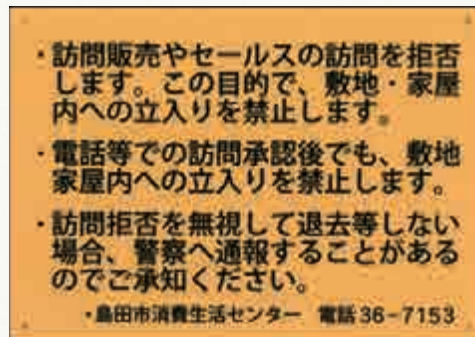 ・訪問販売やセールスの訪問を拒否
します。この目的で、敷地・家屋
内への立入りを禁止します。
・電話等での訪問承認後でも、敷地
家屋内への立入りを禁止します。
・訪問拒否を無視して退去等しない
場合、警察へ通報することがある
のでご承知ください。
・島田市消費生活センター 電話36-7153